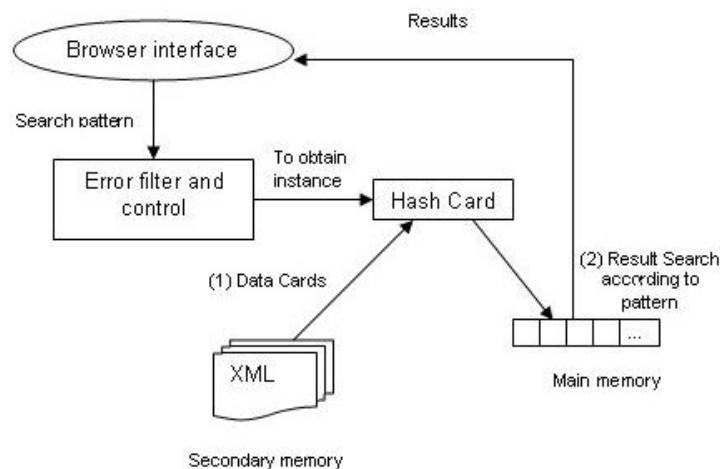 Results
Browser interface
Search pattern
Error filter and
control
To obtain
instance
Hash Card
(1) Data Cards
(2) Result Search
according to
pattern
...
XML
Main memory
Secondary memory